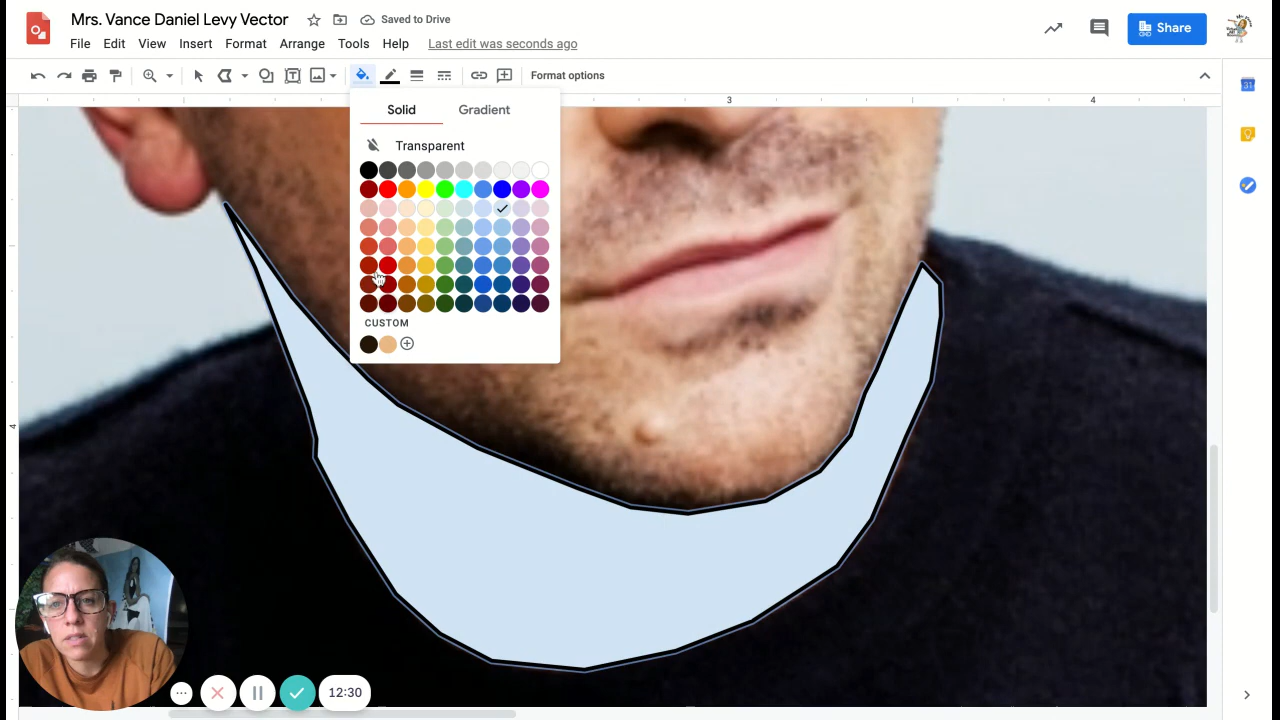 Mrs. Vance Daniel Levy Vector
Saved to Drive
File Edit View Insert Format Arrange Tools Help Last edit was seconds ago
Share
Format options
3 4
Solid Gradient
Transparent
CUSTOM
4
12:30